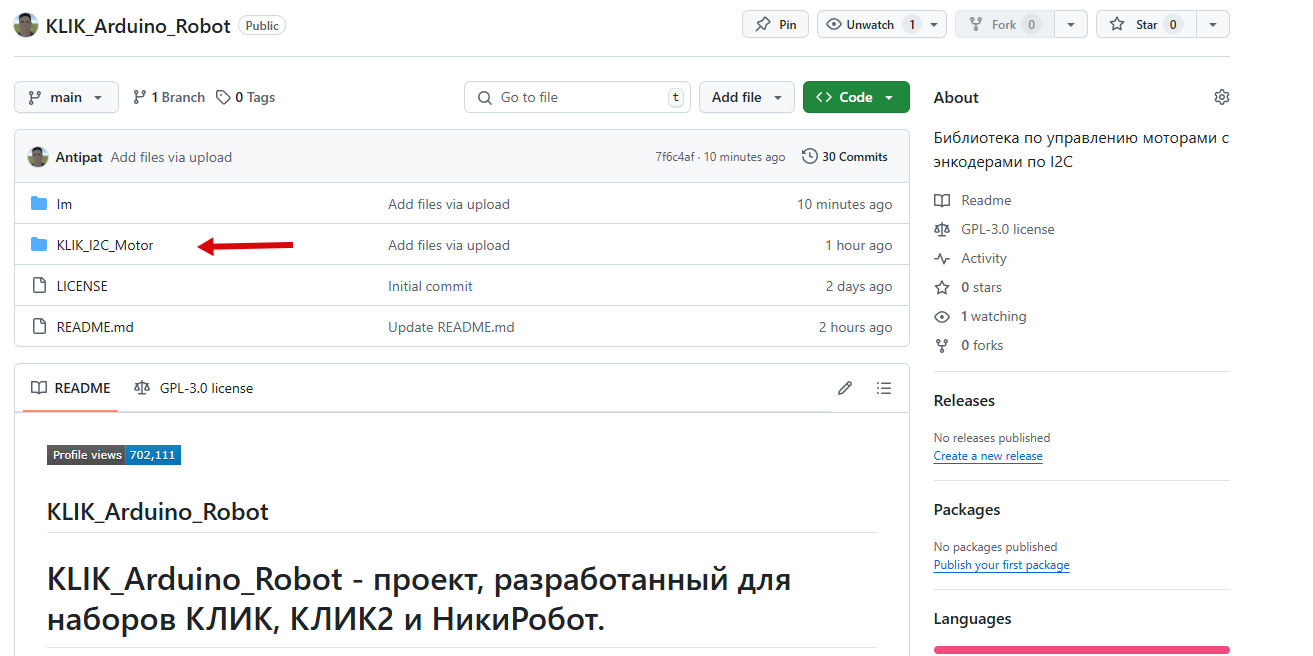 KLIK_Arduino_Robot Public Pin Unwatch 1 Fork 0 Star 0
main 1 Branch 0 Tags Go to file t Add file Code
Antipat Add files via upload 7f6c4af · 10 minutes ago 30 Commits
Im Add files via upload 10 minutes ago
KLIK_I2C_Motor Add files via upload 1 hour ago
LICENSE Initial commit 2 days ago
README.md Update README.md 2 hours ago
README GPL-3.0 license
Profile views 702,111
KLIK_Arduino_Robot
KLIK_Arduino_Robot - проект, разработанный для
наборов КЛИК, КЛИК2 и НикиРобот.
About
Библиотека по управлению моторами с
энкодерами по I2C
Readme
GPL-3.0 license
Activity
0 stars
1 watching
0 forks
Releases
No releases published
Create a new release
Packages
No packages published
Publish your first package
Languages